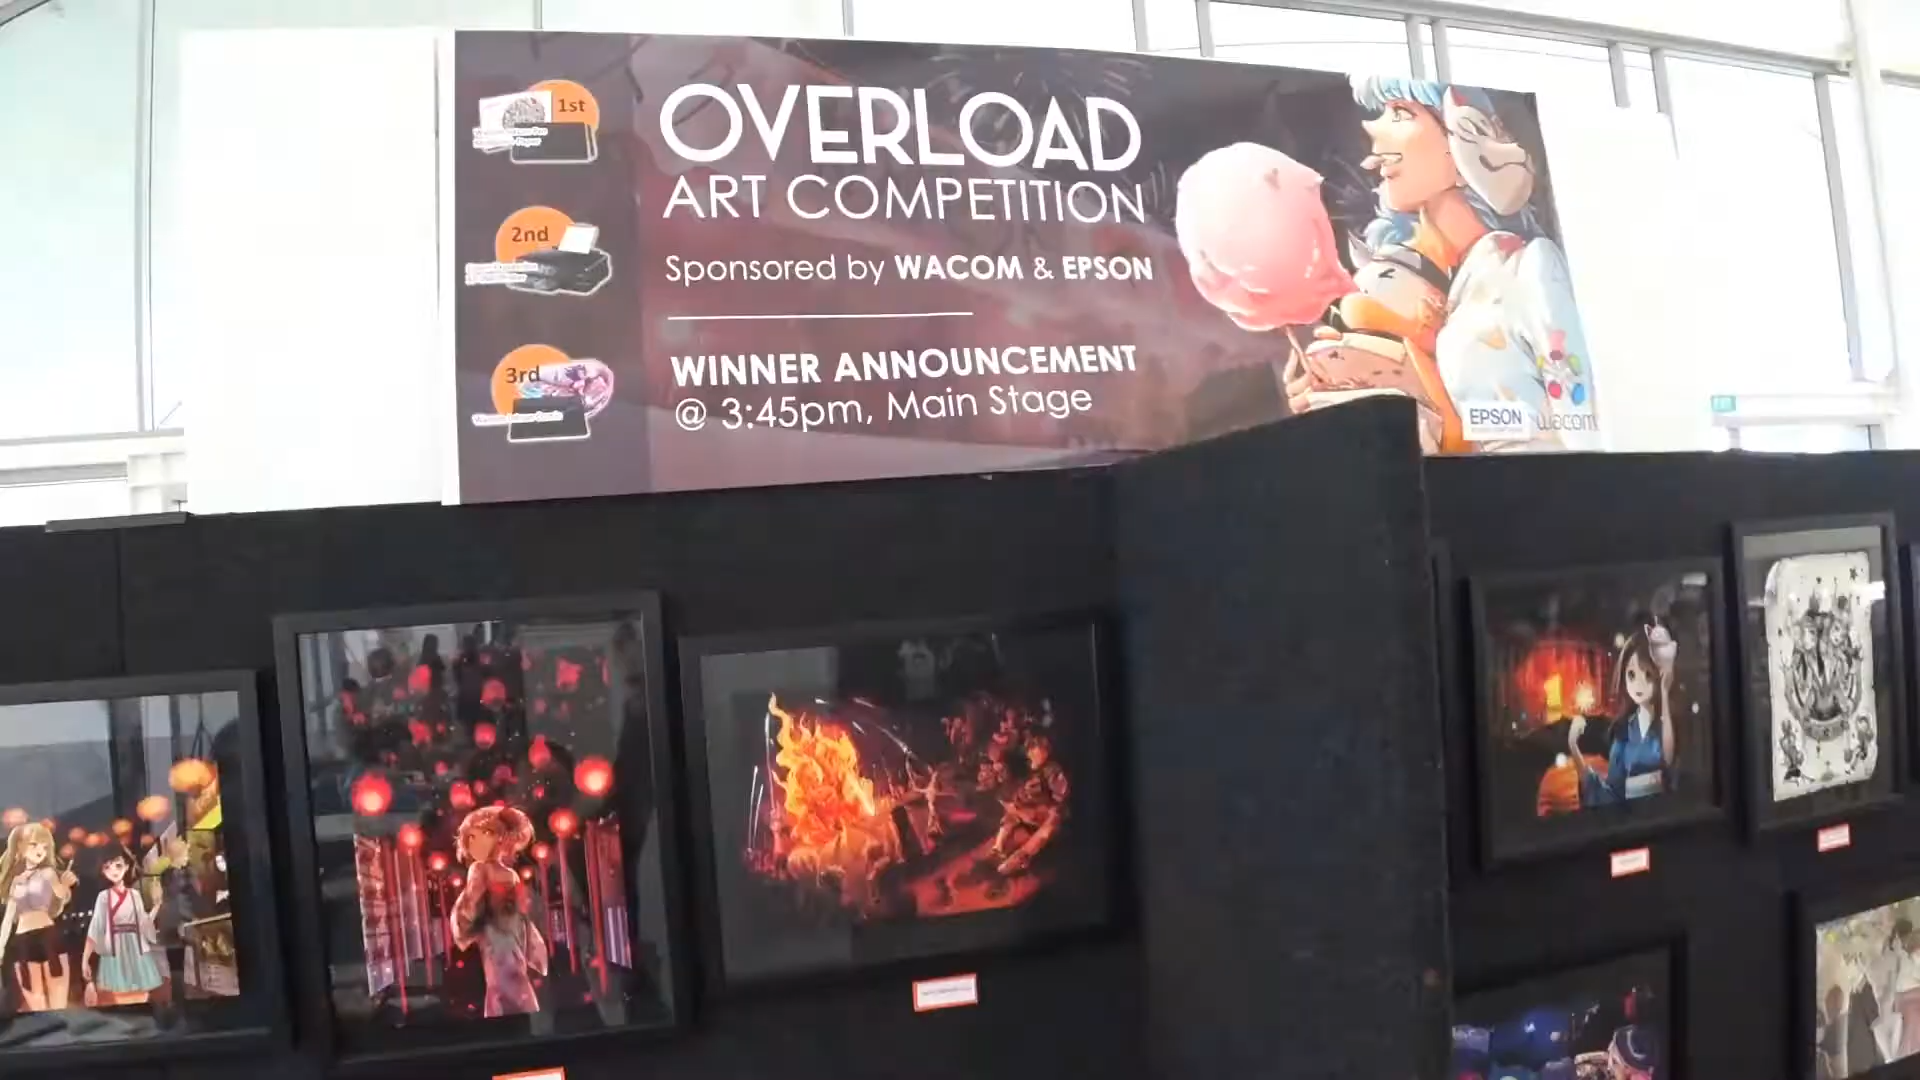 1st
2nd
3rd
OVERLOAD
ART COMPETITION
Sponsored by WACOM & EPSON
WINNER ANNOUNCEMENT
@ 3:45pm, Main Stage
EPSON
wacom